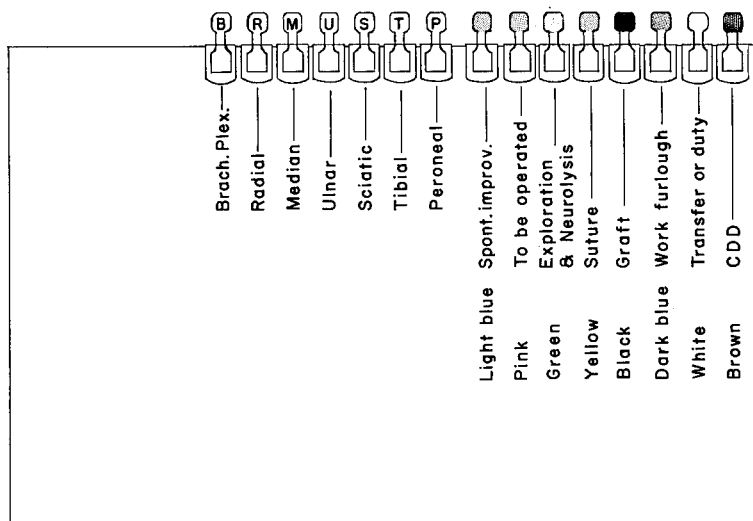 B R M U S T P
Brach. Plex.
Radial
Median
Ulnar
Sciatic
Tibial
Peroneal
Light blue Spont. improv.
Pink To be operated
Green Exploration
& Neurolysis
Yellow Suture
Black Graft
Dark blue Work furlough
White Transfer or duty
Brown CDD